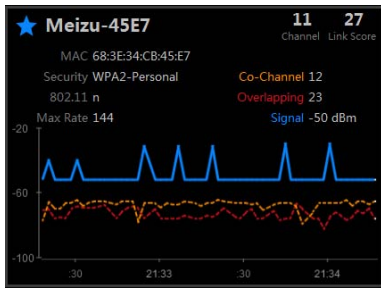 Meizu-45E7
11 27
Channel Link Score
MAC 68:3E:34:CB:45:E7
Security WPA2-Personal Co-Channel 12
802.11 n Overlapping 23
Max Rate 144 Signal -50 dBm
-20
-60
-100
:30 21:33 :30 21:34